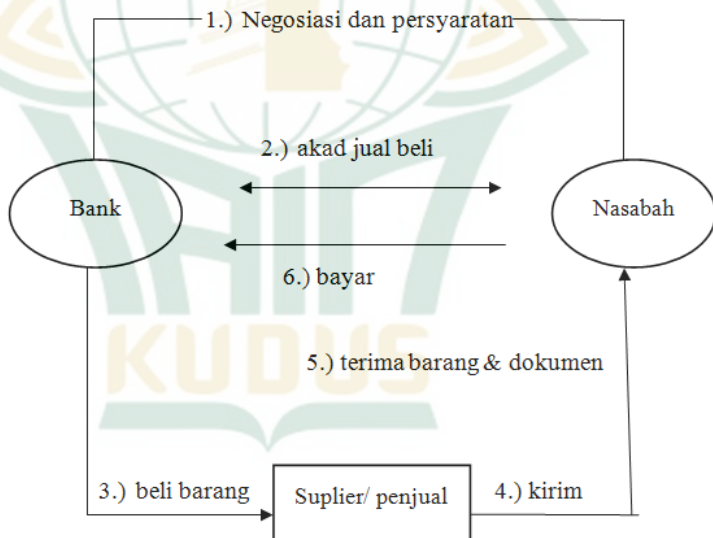 1.) Negosiasi dan persyaratan
2.) akad jual beli
Bank
Nasabah
6.) bayar
KUDUS
5.) terima barang & dokumen
3.) beli barang
Suplier/ penjual
4.) kirim